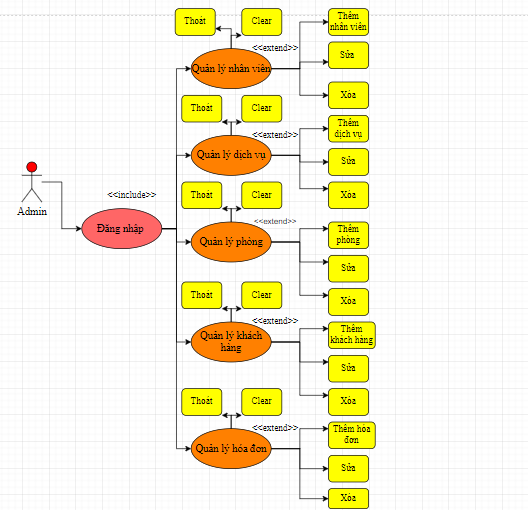 Thoát
Clear
Thêm
nhân viên
<<extend>>
Sửa
Quản lý nhân viên
Xóa
Thoát
Clear
Thêm
dịch vụ
<<extend>>
Quản lý dịch vụ
Sửa
Xóa
Admin
<<include>>
Đăng nhập
Thoát
Clear
<<extend>>
Thêm
phòng
Quản lý phòng
Sửa
Xóa
Thoát
Clear
<<extend>>
Thêm
khách hàng
Quản lý khách
hàng
Sửa
Xóa
Thoát
Clear
<<extend>>
Thêm hóa
đơn
Quản lý hóa đơn
Sửa
Xóa